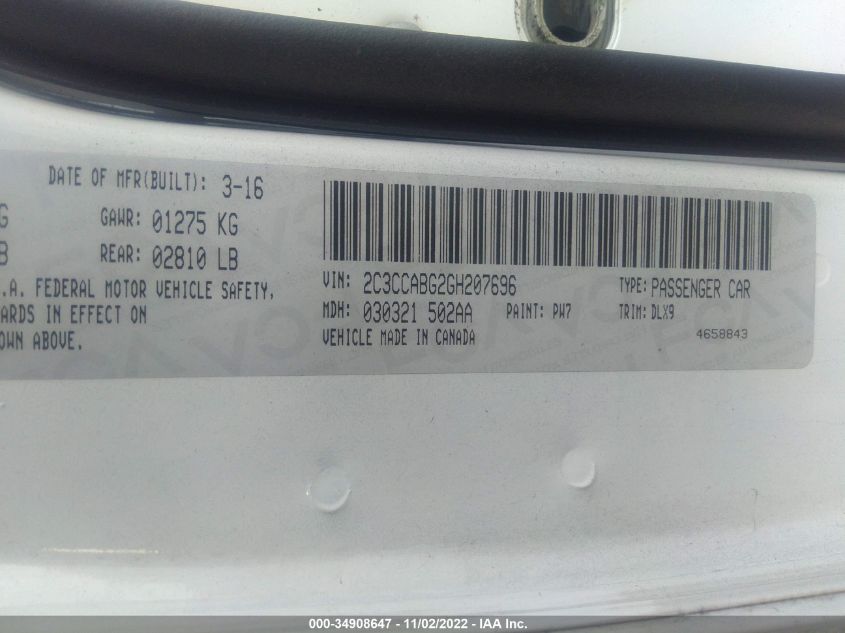 DATE OF MFR(BUILT): 3-16
G GAWR: 01275 KG
B REAR: 02810 LB
.A. FEDERAL MOTOR VEHICLE SAFETY,
ARDS IN EFFECT ON
OWN ABOVE.
VIN: 2C3CCABG2GH207696 TYPE: PASSENGER CAR
MDH: 030321 502AA PAINT: PW7 TRIM: DLX9
VEHICLE MADE IN CANADA 4658843
000-34908647 - 11/02/2022 - IAA Inc.